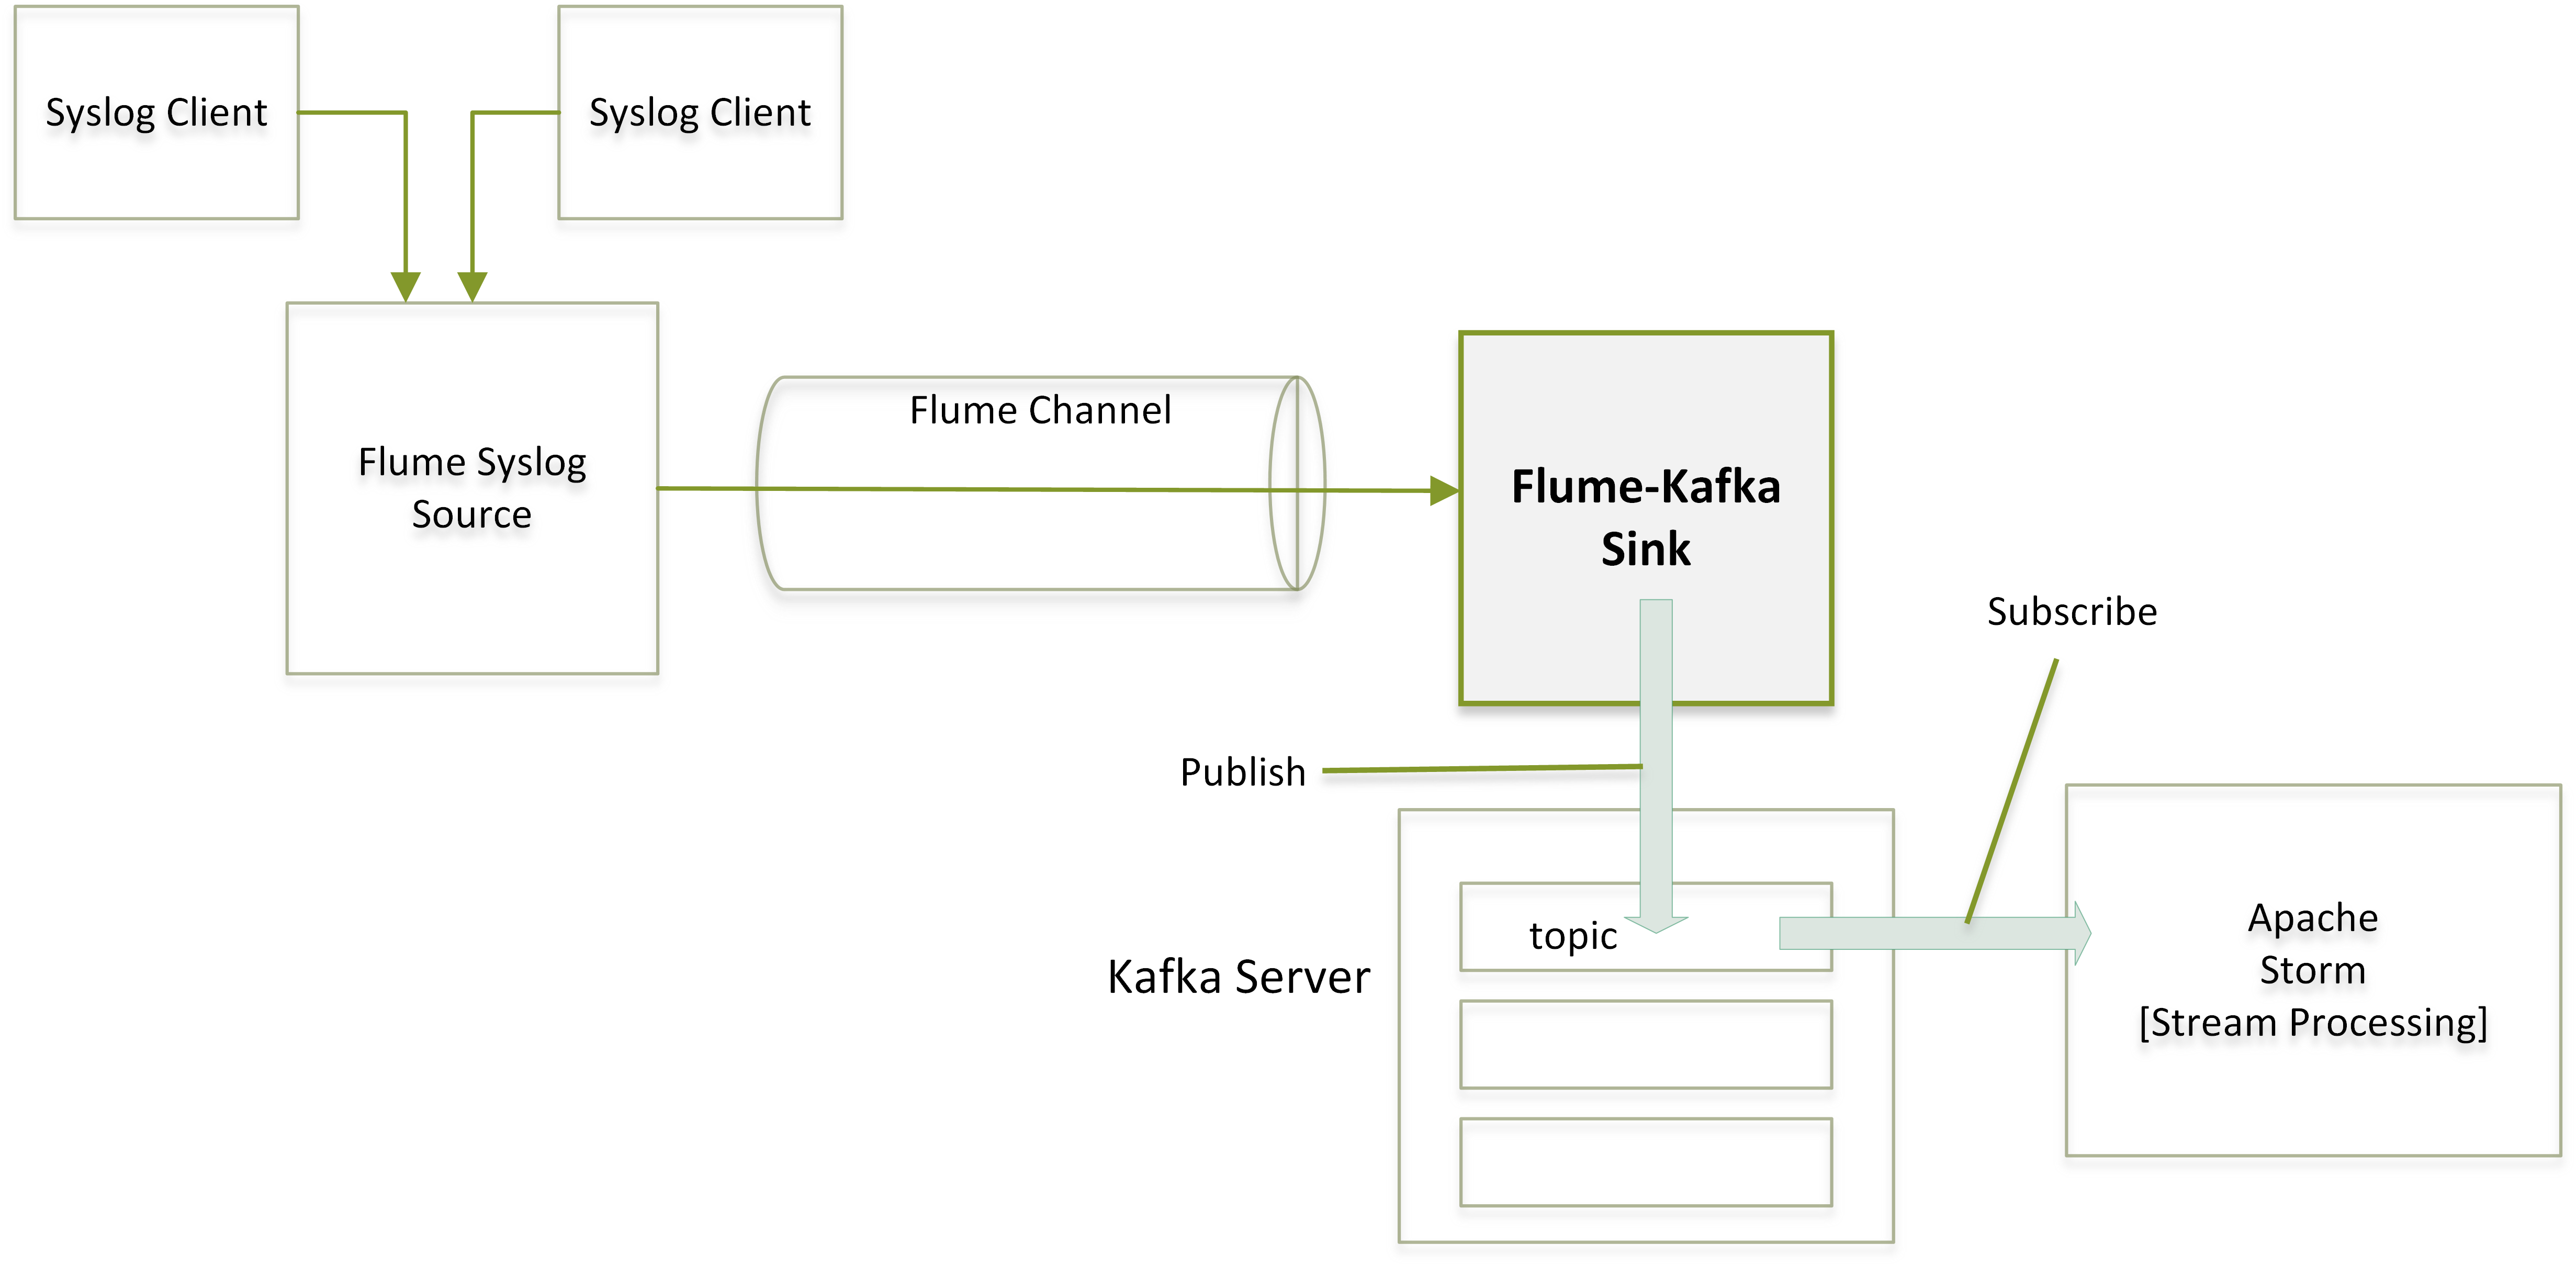 Syslog Client
Syslog Client
Flume Syslog
Source
Flume Channel
Flume-Kafka
Sink
Subscribe
Publish
topic
Kafka Server
Apache
Storm
[Stream Processing]